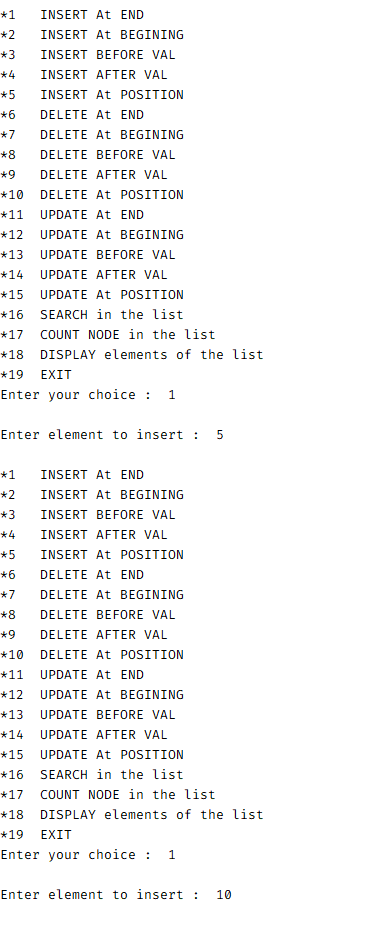 *1   INSERT At END
*2   INSERT At BEGINING
*3   INSERT BEFORE VAL
*4   INSERT AFTER VAL
*5   INSERT At POSITION
*6   DELETE At END
*7   DELETE At BEGINING
*8   DELETE BEFORE VAL
*9   DELETE AFTER VAL
*10  DELETE At POSITION
*11  UPDATE At END
*12  UPDATE At BEGINING
*13  UPDATE BEFORE VAL
*14  UPDATE AFTER VAL
*15  UPDATE At POSITION
*16  SEARCH in the list
*17  COUNT NODE in the list
*18  DISPLAY elements of the list
*19  EXIT
Enter your choice :  1
Enter element to insert :  5
*1   INSERT At END
*2   INSERT At BEGINING
*3   INSERT BEFORE VAL
*4   INSERT AFTER VAL
*5   INSERT At POSITION
*6   DELETE At END
*7   DELETE At BEGINING
*8   DELETE BEFORE VAL
*9   DELETE AFTER VAL
*10  DELETE At POSITION
*11  UPDATE At END
*12  UPDATE At BEGINING
*13  UPDATE BEFORE VAL
*14  UPDATE AFTER VAL
*15  UPDATE At POSITION
*16  SEARCH in the list
*17  COUNT NODE in the list
*18  DISPLAY elements of the list
*19  EXIT
Enter your choice :  1
Enter element to insert :  10